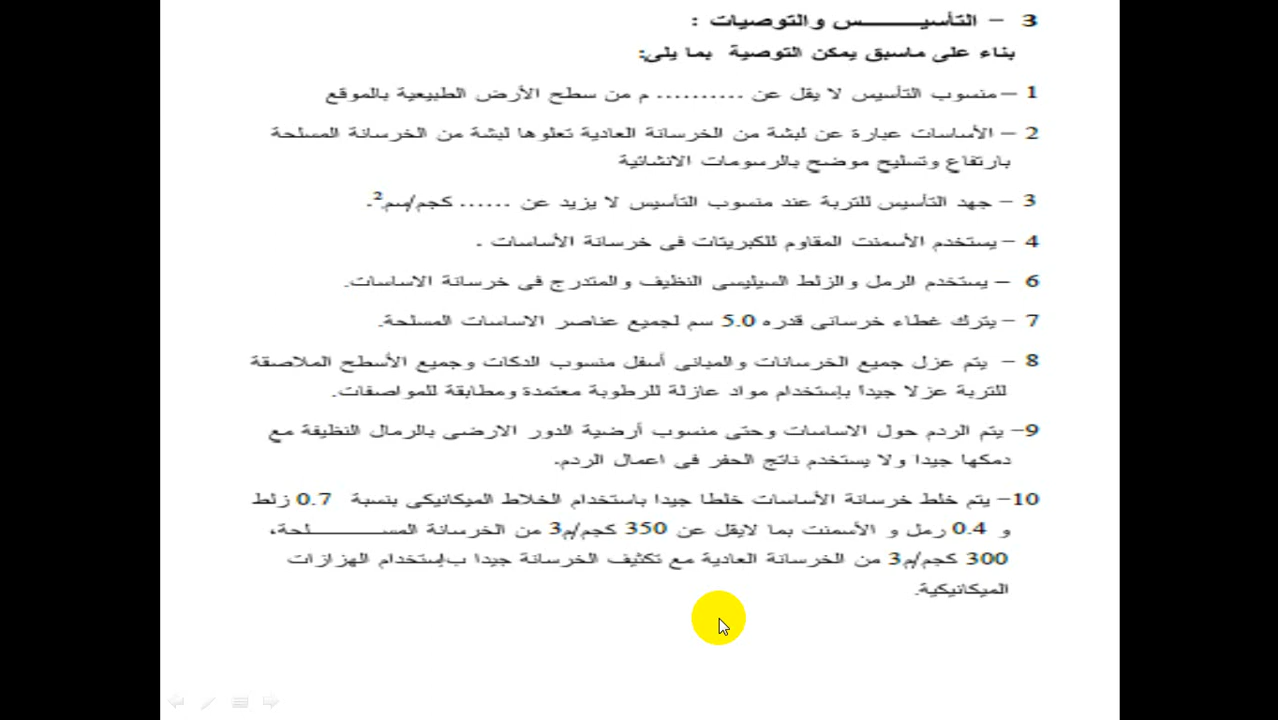 3 – التأسيـــــــــس والتوصيات :
بناء على ماسبق يمكن التوصية بما يلى:
1 – منسوب التأسيس لا يقل عن .......... م من سطح الأرض الطبيعية بالموقع
2 – الأساسات عبارة عن لبشة من الخرسانة العادية تعلوها لبشة من الخرسانة المسلحة
بارتفاع وتسليح موضح بالرسومات الانشائية
3 – جهد التأسيس للتربة عند منسوب التأسيس لا يزيد عن ...... كجم/سم².
4 – يستخدم الأسمنت المقاوم للكبريتات فى خرسانة الأساسات .
6 – يستخدم الرمل والزلط السيليسى النظيف والمتدرج فى خرسانة الاساسات.
7 – يترك غطاء خرسانى قدره 5.0 سم لجميع عناصر الاساسات المسلحة.
8 – يتم عزل جميع الخرسانات والمبانى أسفل منسوب الدكات وجميع الأسطح الملاصقة
للتربة عزلا جيدا بإستخدام مواد عازلة للرطوبة معتمدة ومطابقة للمواصفات.
9– يتم الردم حول الاساسات وحتى منسوب أرضية الدور الارضى بالرمال النظيفة مع
دمكها جيدا ولا يستخدم ناتج الحفر فى اعمال الردم.
10– يتم خلط خرسانة الأساسات خلطا جيدا باستخدام الخلاط الميكانيكى بنسبة 0.7 زلط
و 0.4 رمل و الأسمنت بما لايقل عن 350 كجم/م3 من الخرسانة المســــــــــلحة،
300 كجم/م3 من الخرسانة العادية مع تكثيف الخرسانة جيدا بإستخدام الهزازات
الميكانيكية.